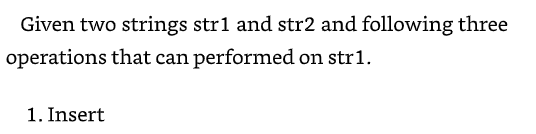 Given two strings str1 and str2 and following three
operations that can performed on str1.
1. Insert